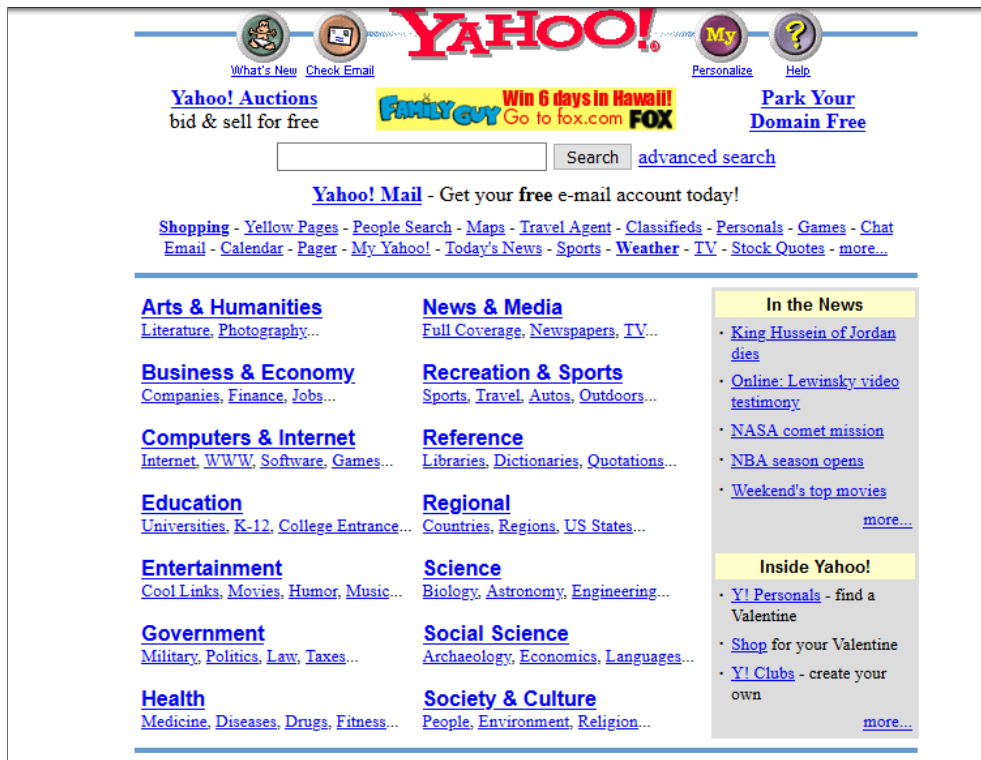 YAHOO!
My
?
What's New Check Email Personalize Help
Yahoo! Auctions
bid & sell for free
FAMILY GUY
Win 6 days in Hawaii!
Go to fox.com FOX
Park Your
Domain Free
Search advanced search
Yahoo! Mail - Get your free e-mail account today!
Shopping - Yellow Pages - People Search - Maps - Travel Agent - Classifieds - Personals - Games - Chat
Email - Calendar - Pager - My Yahoo! - Today's News - Sports - Weather - TV - Stock Quotes - more...
Arts & Humanities
Literature, Photography...
Business & Economy
Companies, Finance, Jobs...
Computers & Internet
Internet, WWW, Software, Games...
Education
Universities, K-12, College Entrance...
Entertainment
Cool Links, Movies, Humor, Music...
Government
Military, Politics, Law, Taxes...
Health
Medicine, Diseases, Drugs, Fitness...
News & Media
Full Coverage, Newspapers, TV...
Recreation & Sports
Sports, Travel, Autos, Outdoors...
Reference
Libraries, Dictionaries, Quotations...
Regional
Countries, Regions, US States...
Science
Biology, Astronomy, Engineering...
Social Science
Archaeology, Economics, Languages...
Society & Culture
People, Environment, Religion...
In the News
· King Hussein of Jordan
dies
· Online: Lewinsky video
testimony
· NASA comet mission
· NBA season opens
· Weekend's top movies
more...
Inside Yahoo!
· Y! Personals - find a
Valentine
· Shop for your Valentine
· Y! Clubs - create your
own
more...